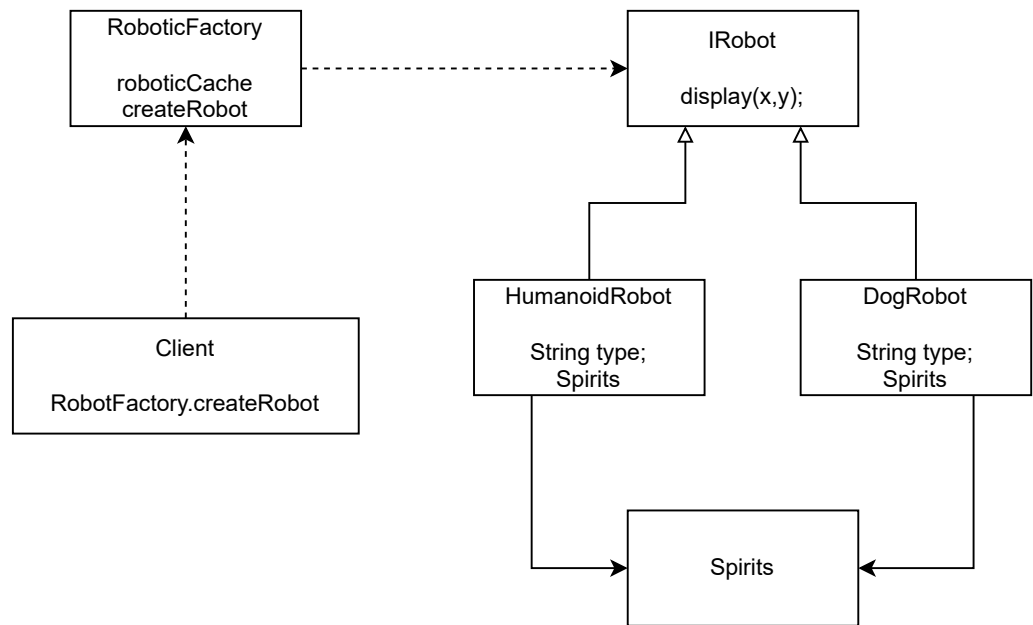 RoboticFactory
roboticCache
createRobot
IRobot
display(x,y);
HumanoidRobot
String type;
Spirits
DogRobot
String type;
Spirits
Client
RobotFactory.createRobot
Spirits